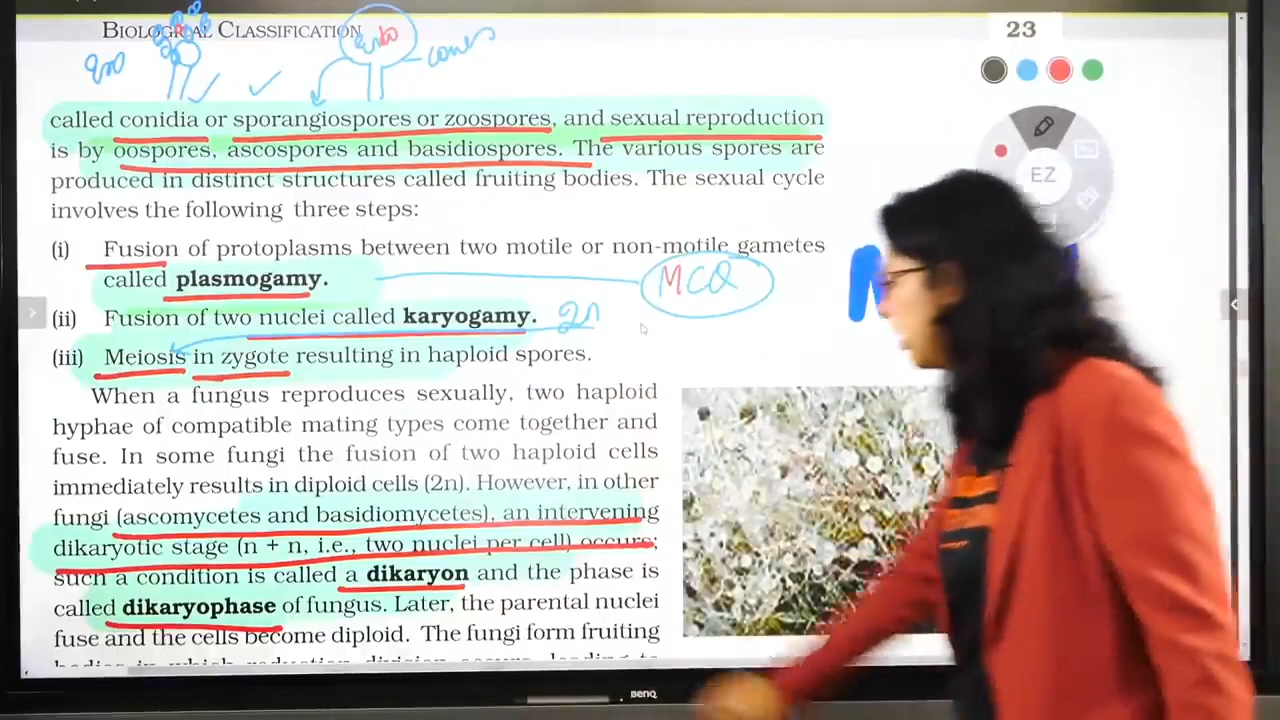 BIOLOGICAL CLASSIFICATION
23
called conidia or sporangiospores or zoospores, and sexual reproduction
is by oospores, ascospores and basidiospores. The various spores are
produced in distinct structures called fruiting bodies. The sexual cycle
involves the following three steps:
(i) Fusion of protoplasms between two motile or non-motile gametes
called plasmogamy.
MCQ
EZ
(ii) Fusion of two nuclei called karyogamy. 2n
(iii) Meiosis in zygote resulting in haploid spores.
When a fungus reproduces sexually, two haploid
hyphae of compatible mating types come together and
fuse. In some fungi the fusion of two haploid cells
immediately results in diploid cells (2n). However, in other
fungi (ascomycetes and basidiomycetes), an intervening
dikaryotic stage (n + n, i.e., two nuclei per cell) occurs;
such a condition is called a dikaryon and the phase is
called dikaryophase of fungus. Later, the parental nuclei
fuse and the cells become diploid. The fungi form fruiting
BenQ